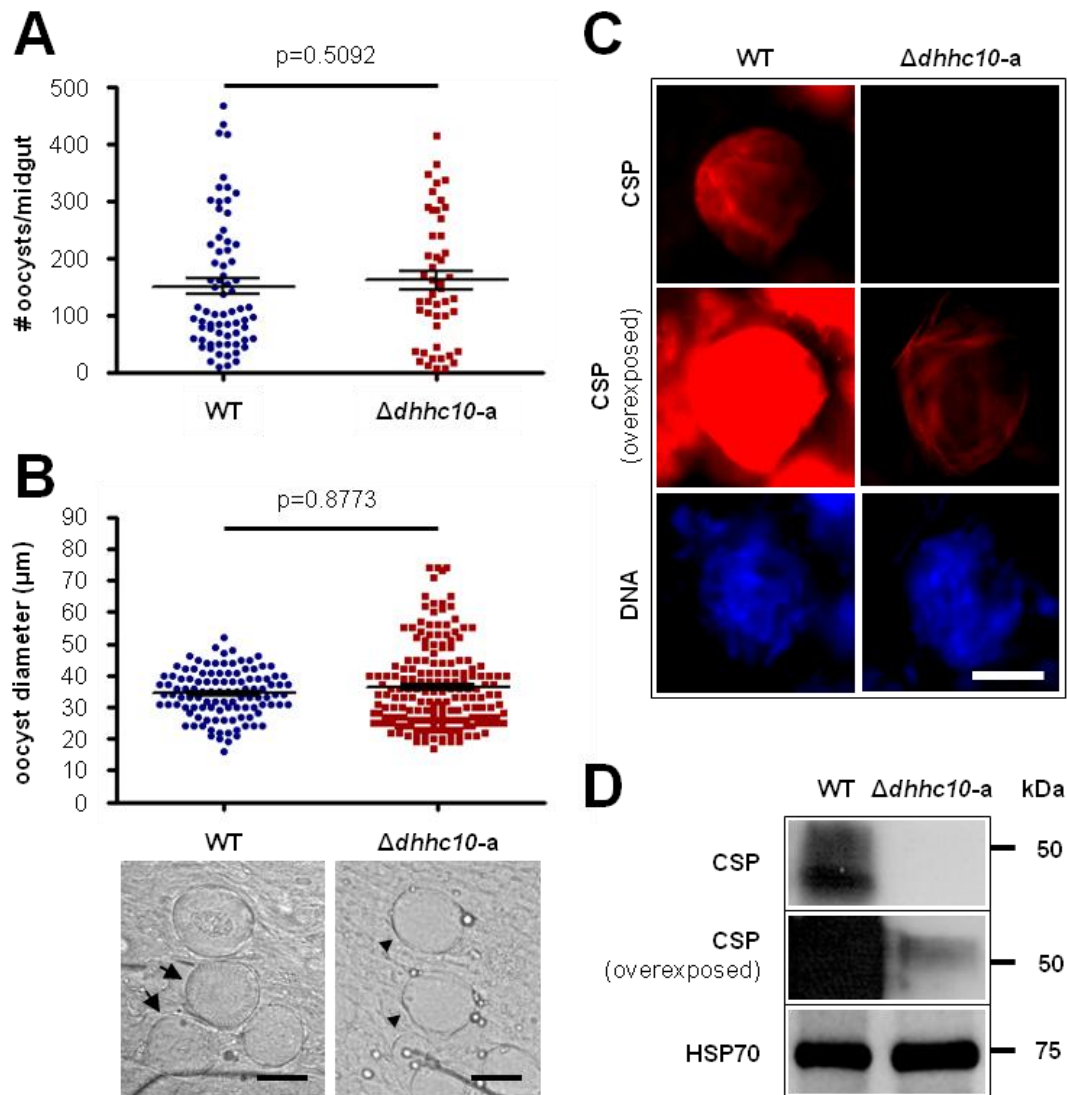 A
p=0.5092
# oocysts/midgut
500
400
300
200
100
0
WT
Δdhhc10-a
B
p=0.8773
oocyst diameter (µm)
90
80
70
60
50
40
30
20
10
0
WT
Δdhhc10-a
C
WT
Δdhhc10-a
CSP
CSP
(overexposed)
DNA
D
WT Δdhhc10-a kDa
CSP
50
CSP
(overexposed)
50
HSP70
75